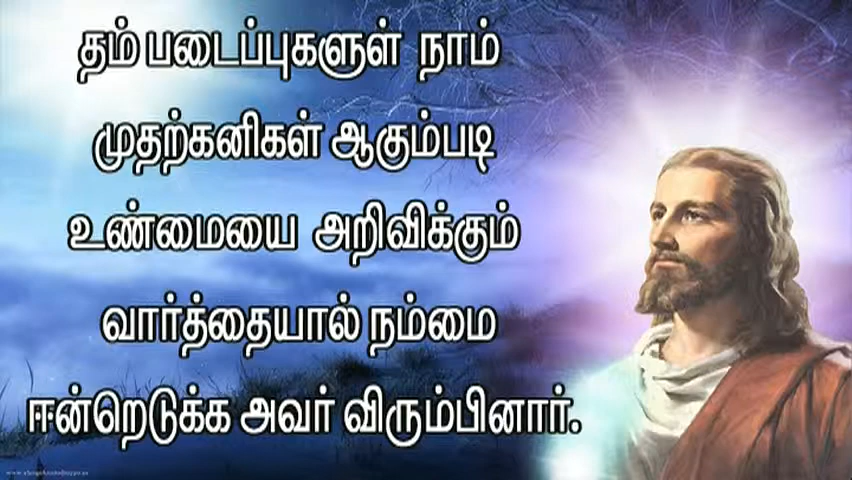 தம் படைப்புகளுள் நாம்
முதற்கனிகள் ஆகும்படி
உண்மையை அறிவிக்கும்
வார்த்தையால் நம்மை
ஈன்றெடுக்க அவர் விரும்பினார்.